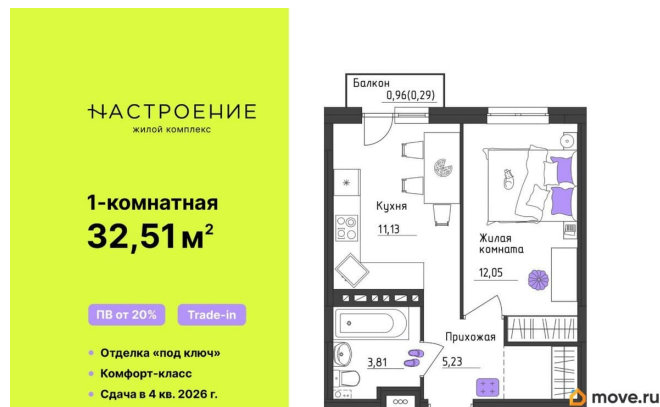 НАСТРОЕНИЕ
жилой комплекс
1-комнатная
32,51 м²
ПВ от 20%
Trade-in
• Отделка «под ключ»
• Комфорт-класс
• Сдача в 4 кв. 2026 г.
Балкон
0,96(0,29)
Кухня
11,13
Жилая
комната
12,05
Прихожая
3,81
5,23
move.ru